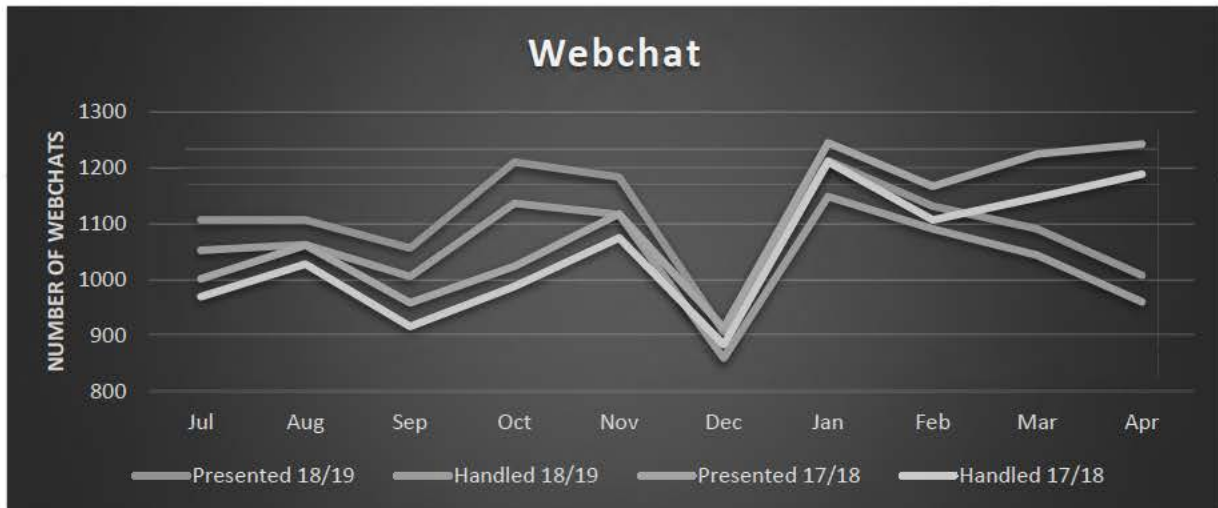 Webchat
NUMBER OF WEBCHATS
1300
1200
1100
1000
900
800
Jul Aug Sep Oct Nov Dec Jan Feb Mar Apr
Presented 18/19 Handled 18/19 Presented 17/18 Handled 17/18